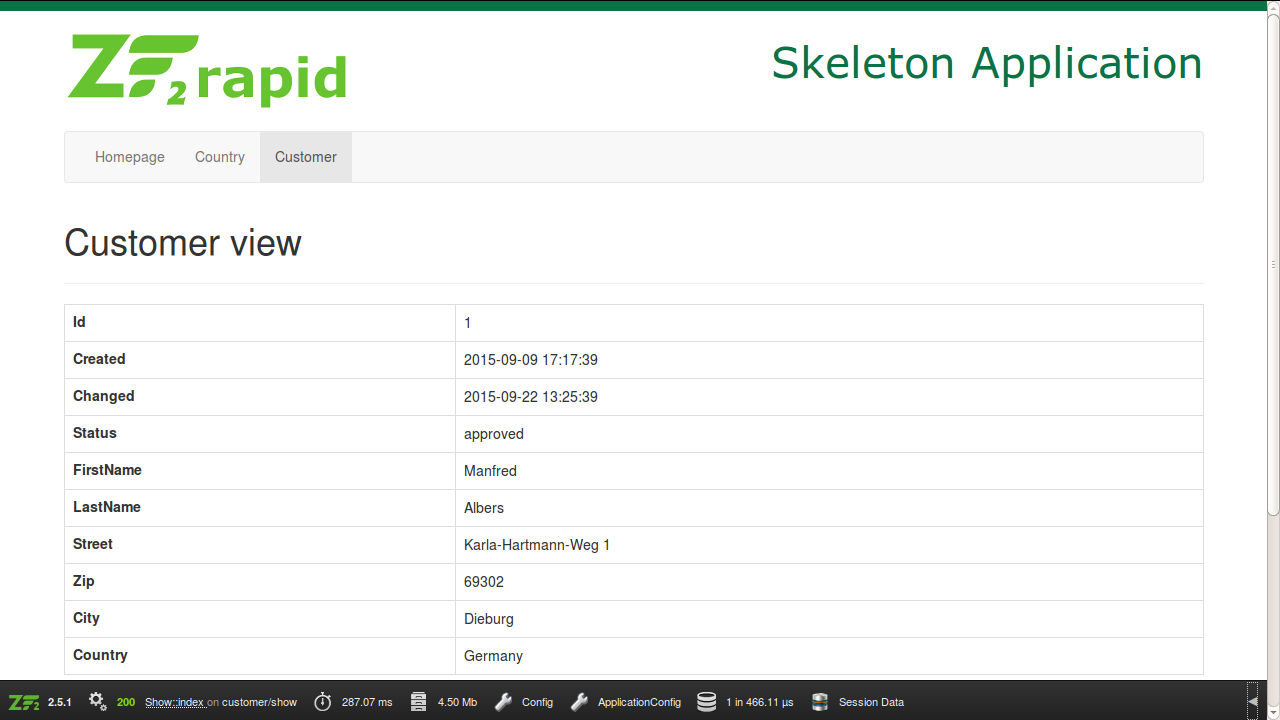 ZF2rapid
Skeleton Application
Homepage Country Customer
Customer view
Id 1
Created 2015-09-09 17:17:39
Changed 2015-09-22 13:25:39
Status approved
FirstName Manfred
LastName Albers
Street Karla-Hartmann-Weg 1
Zip 69302
City Dieburg
Country Germany
ZF2 2.5.1 200 Show::index on customer/show 287.07 ms 4.50 Mb Config ApplicationConfig 1 in 466.11 µs Session Data